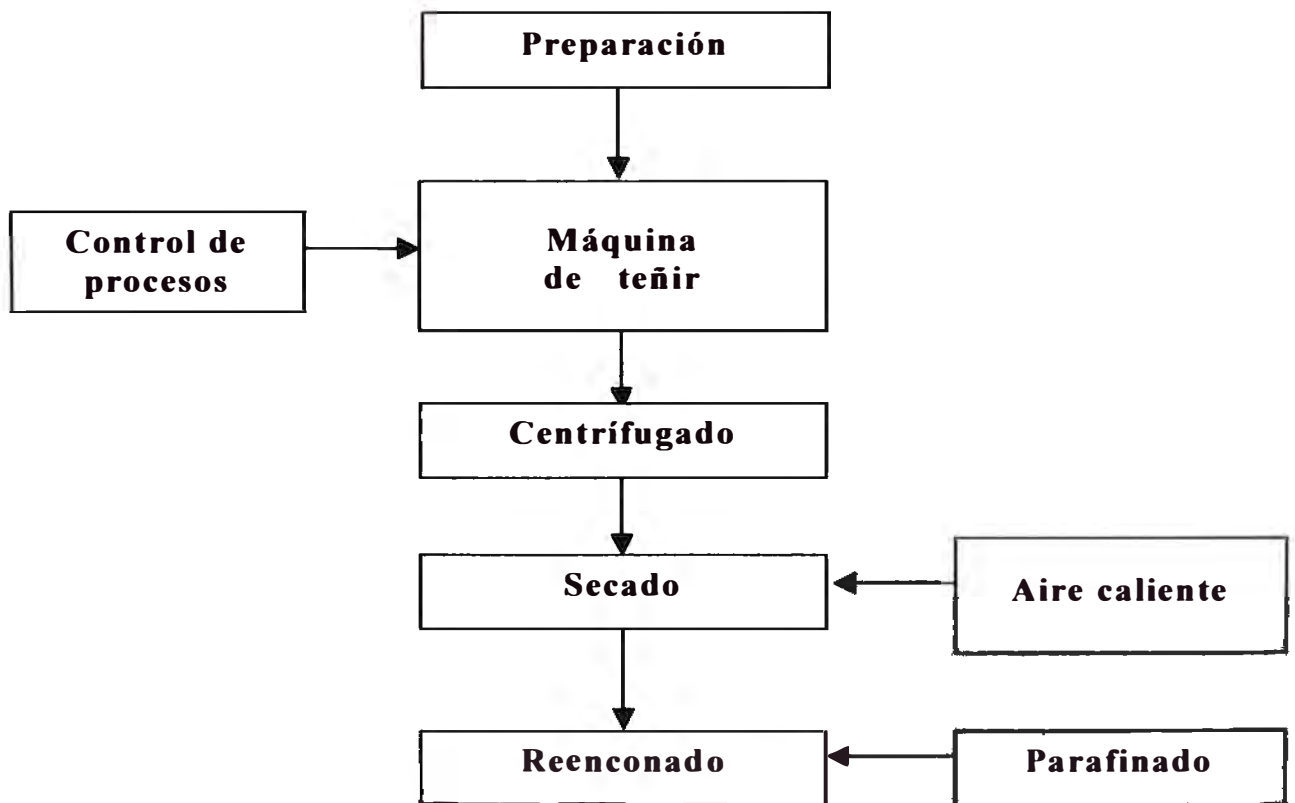 Preparación
Control de
procesos
Máquina
de teñir
Centrífugado
Secado
Aire caliente
Reenconado
Parafinado